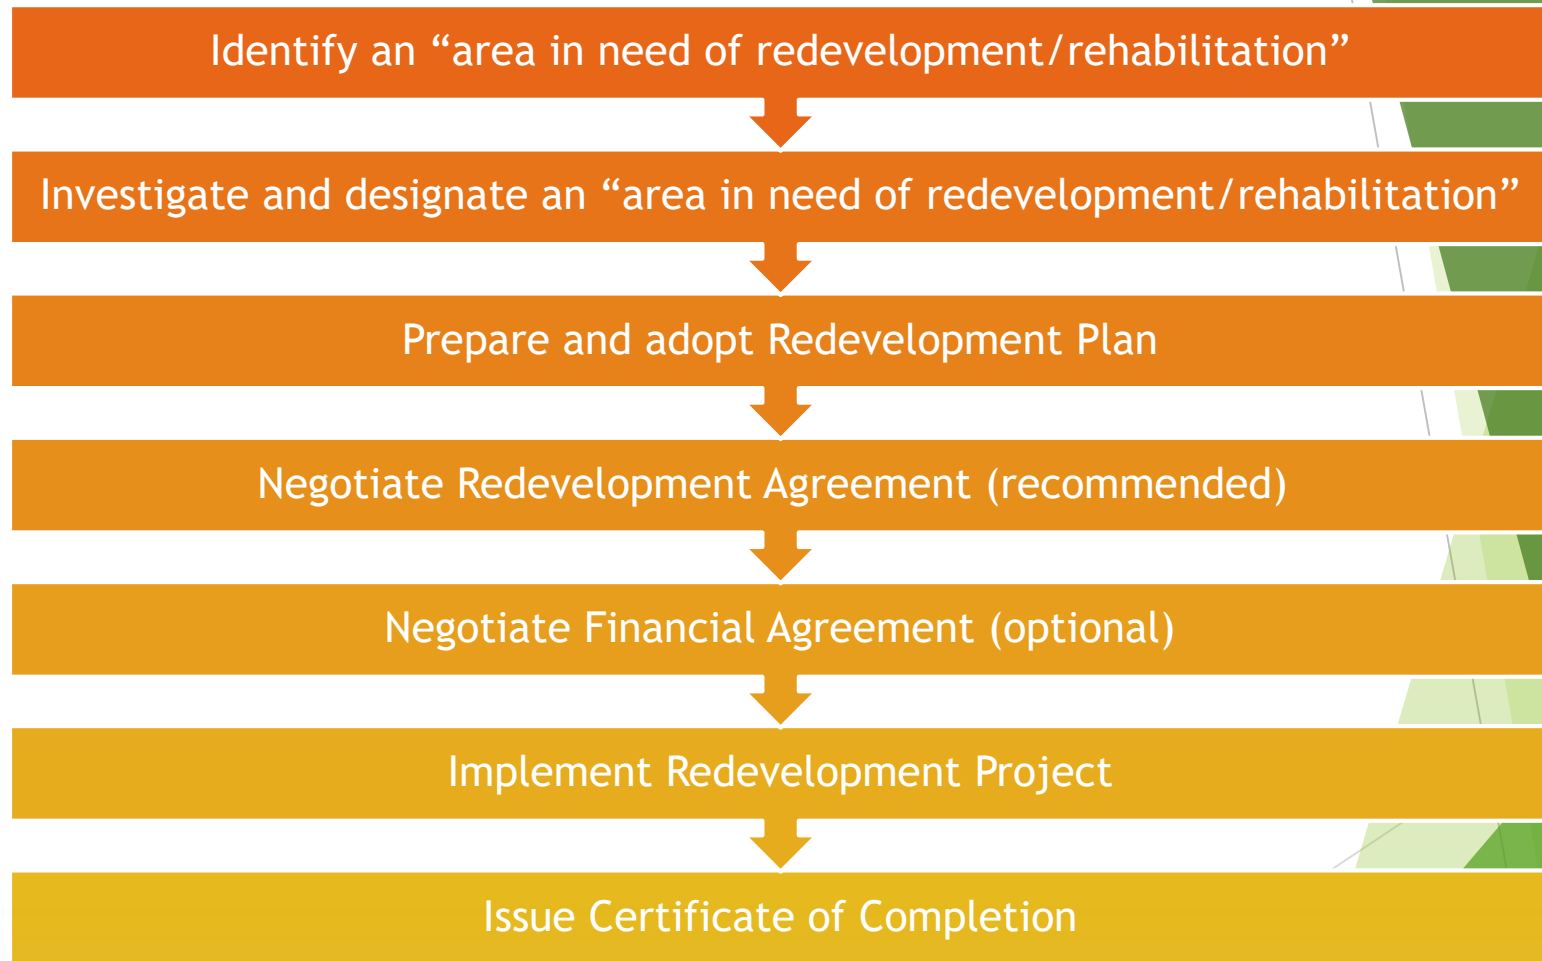 Identify an “area in need of redevelopment/rehabilitation”
Investigate and designate an “area in need of redevelopment/rehabilitation”
Prepare and adopt Redevelopment Plan
Negotiate Redevelopment Agreement (recommended)
Negotiate Financial Agreement (optional)
Implement Redevelopment Project
Issue Certificate of Completion